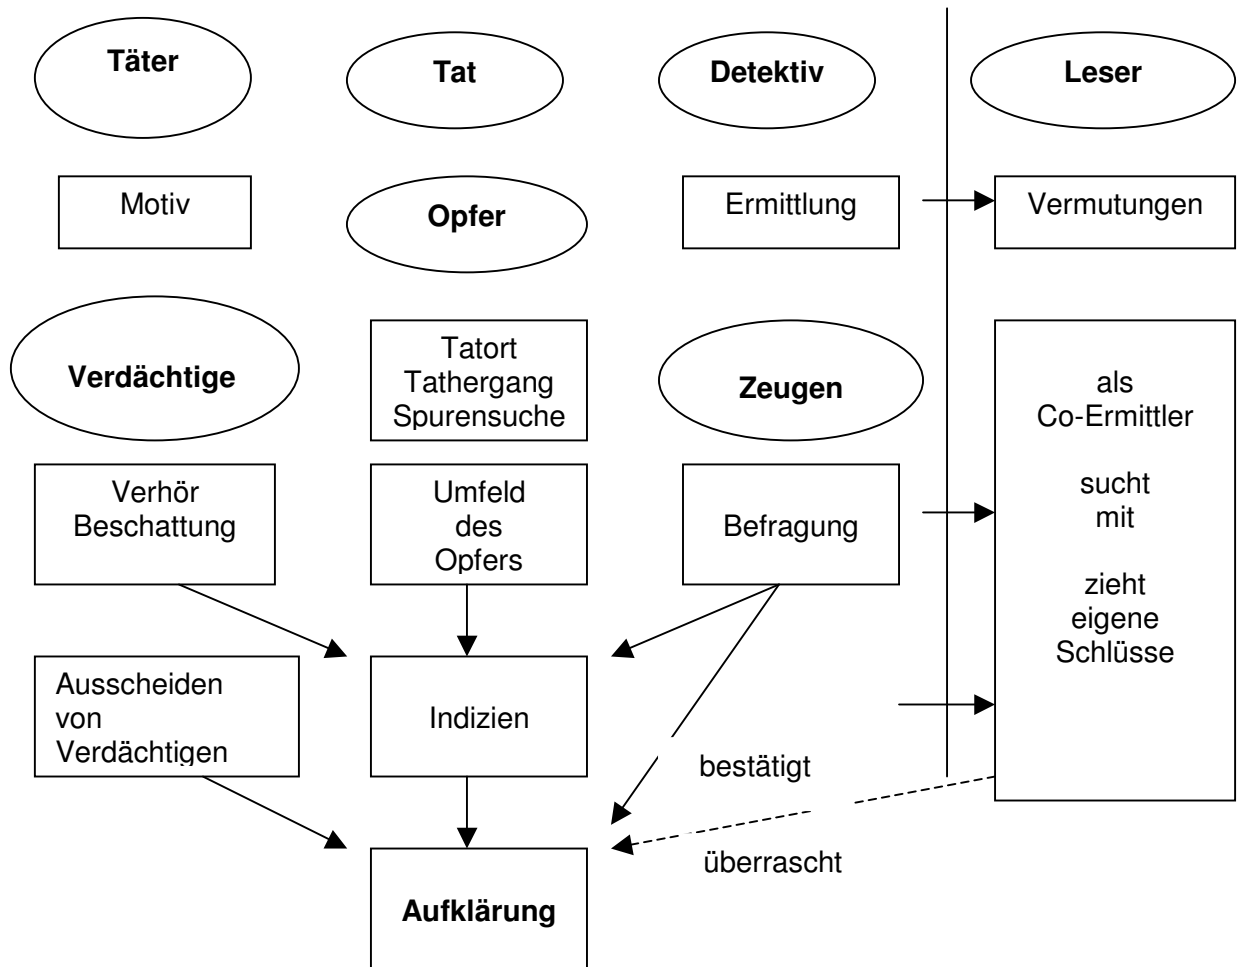 Täter
Tat
Detektiv
Leser
Motiv
Opfer
Ermittlung
Vermutungen
Verdächtige
Tatort
Tathergang
Spurensuche
Zeugen
als
Co-Ermittler
sucht
mit
zieht
eigene
Schlüsse
Verhör
Beschattung
Umfeld
des
Opfers
Befragung
Ausscheiden
von
Verdächtigen
Indizien
bestätigt
überrascht
Aufklärung